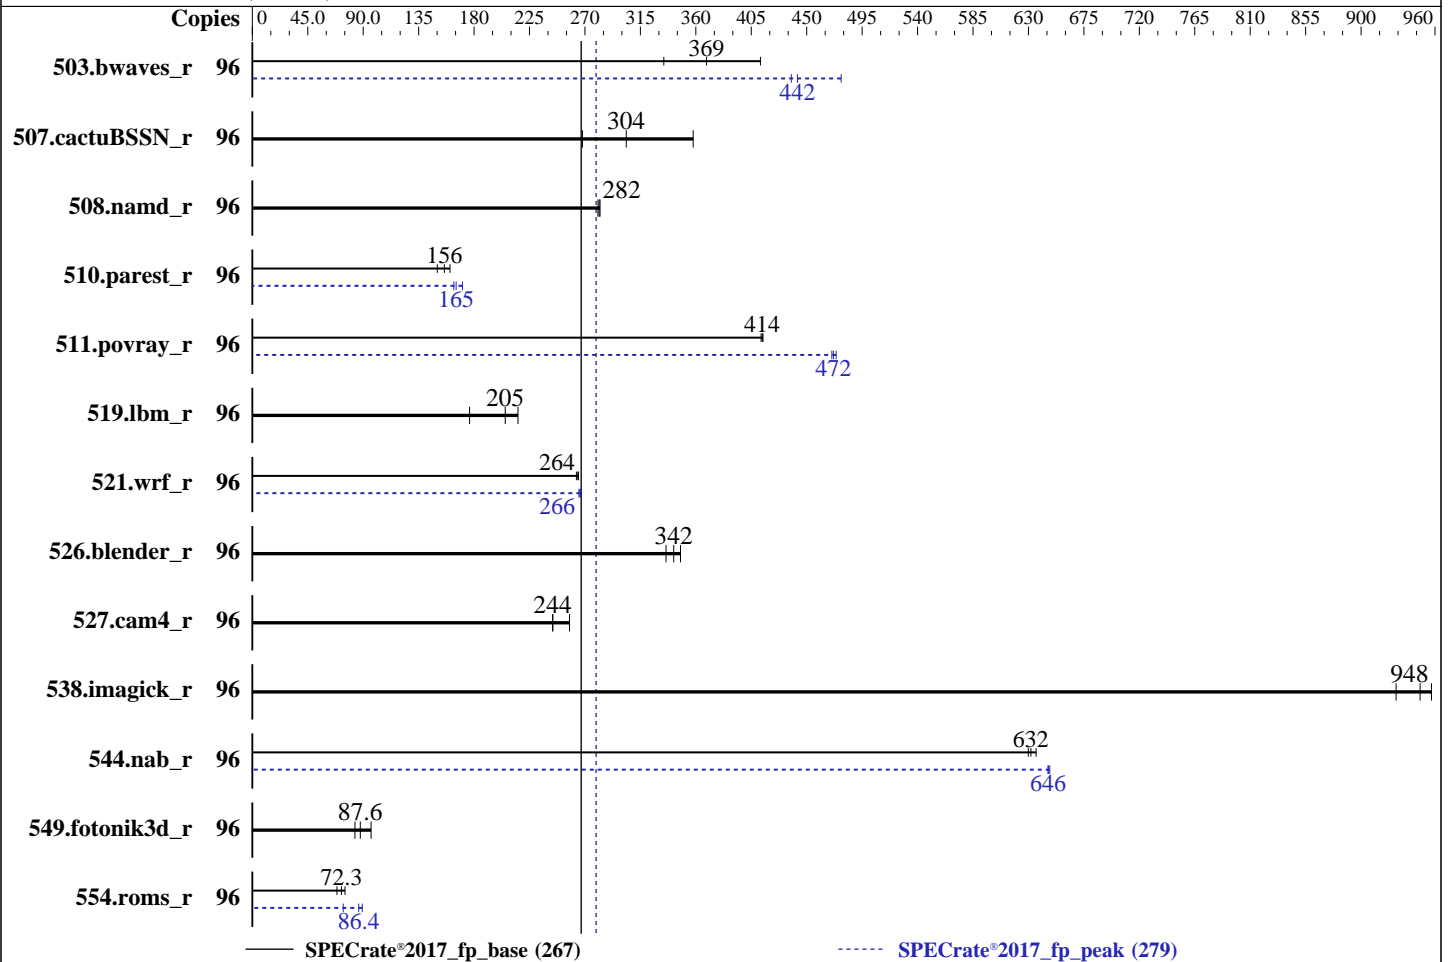 Copies 0 45.0 90.0 135 180 225 270 315 360 405 450 495 540 585 630 675 720 765 810 855 900 960
503.bwaves_r 96 369
442
507.cactuBSSN_r 96 304
508.namd_r 96 282
510.parest_r 96 156
165
511.povray_r 96 414
472
519.lbm_r 96 205
521.wrf_r 96 264
266
526.blender_r 96 342
527.cam4_r 96 244
538.imagick_r 96 948
544.nab_r 96 632
646
549.fotonik3d_r 96 87.6
554.roms_r 96 72.3
86.4
SPECrate®2017_fp_base (267) SPECrate®2017_fp_peak (279)